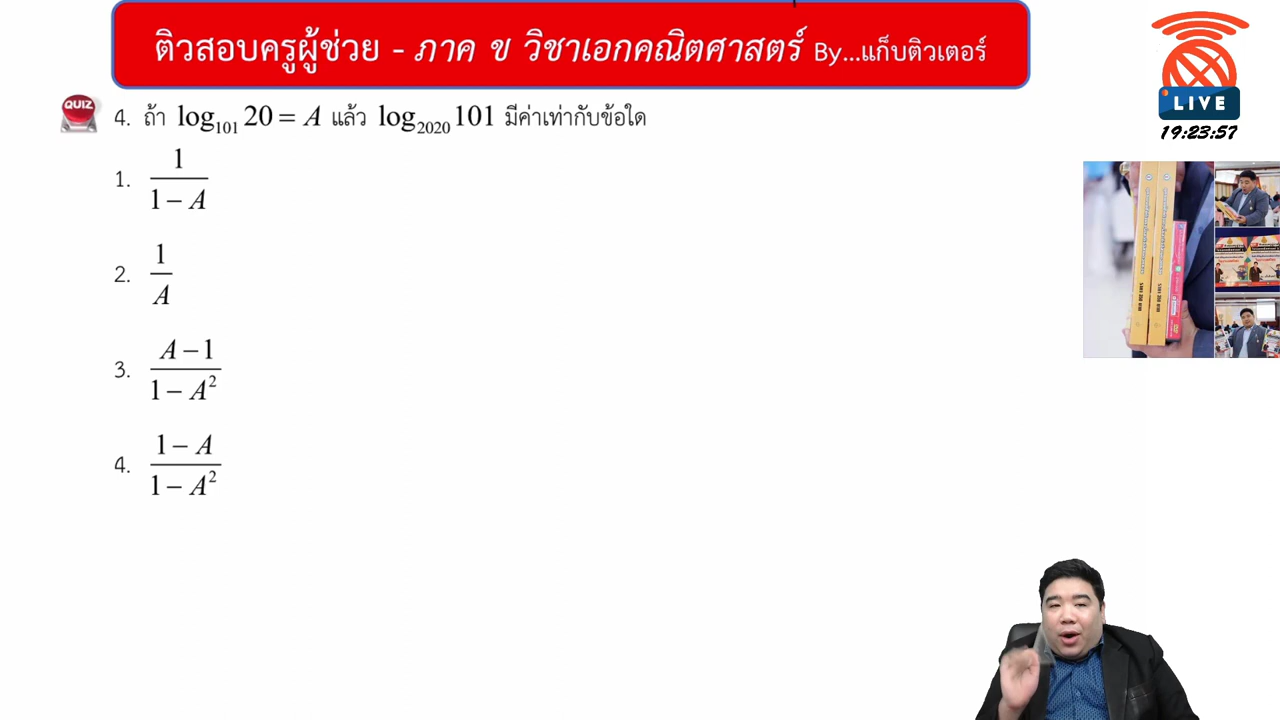 ติวสอบครูผู้ช่วย - ภาค ข วิชาเอกคณิตศาสตร์ By...แก็บติวเตอร์
LIVE
19:23:57
QUIZ
4. ถ้า log₁₀₁ 20 = A แล้ว log₂₀₂₀ 101 มีค่าเท่ากับข้อใด
1. 1 / (1 − A)
2. 1 / A
3. (A − 1) / (1 − A²)
4. (1 − A) / (1 − A²)